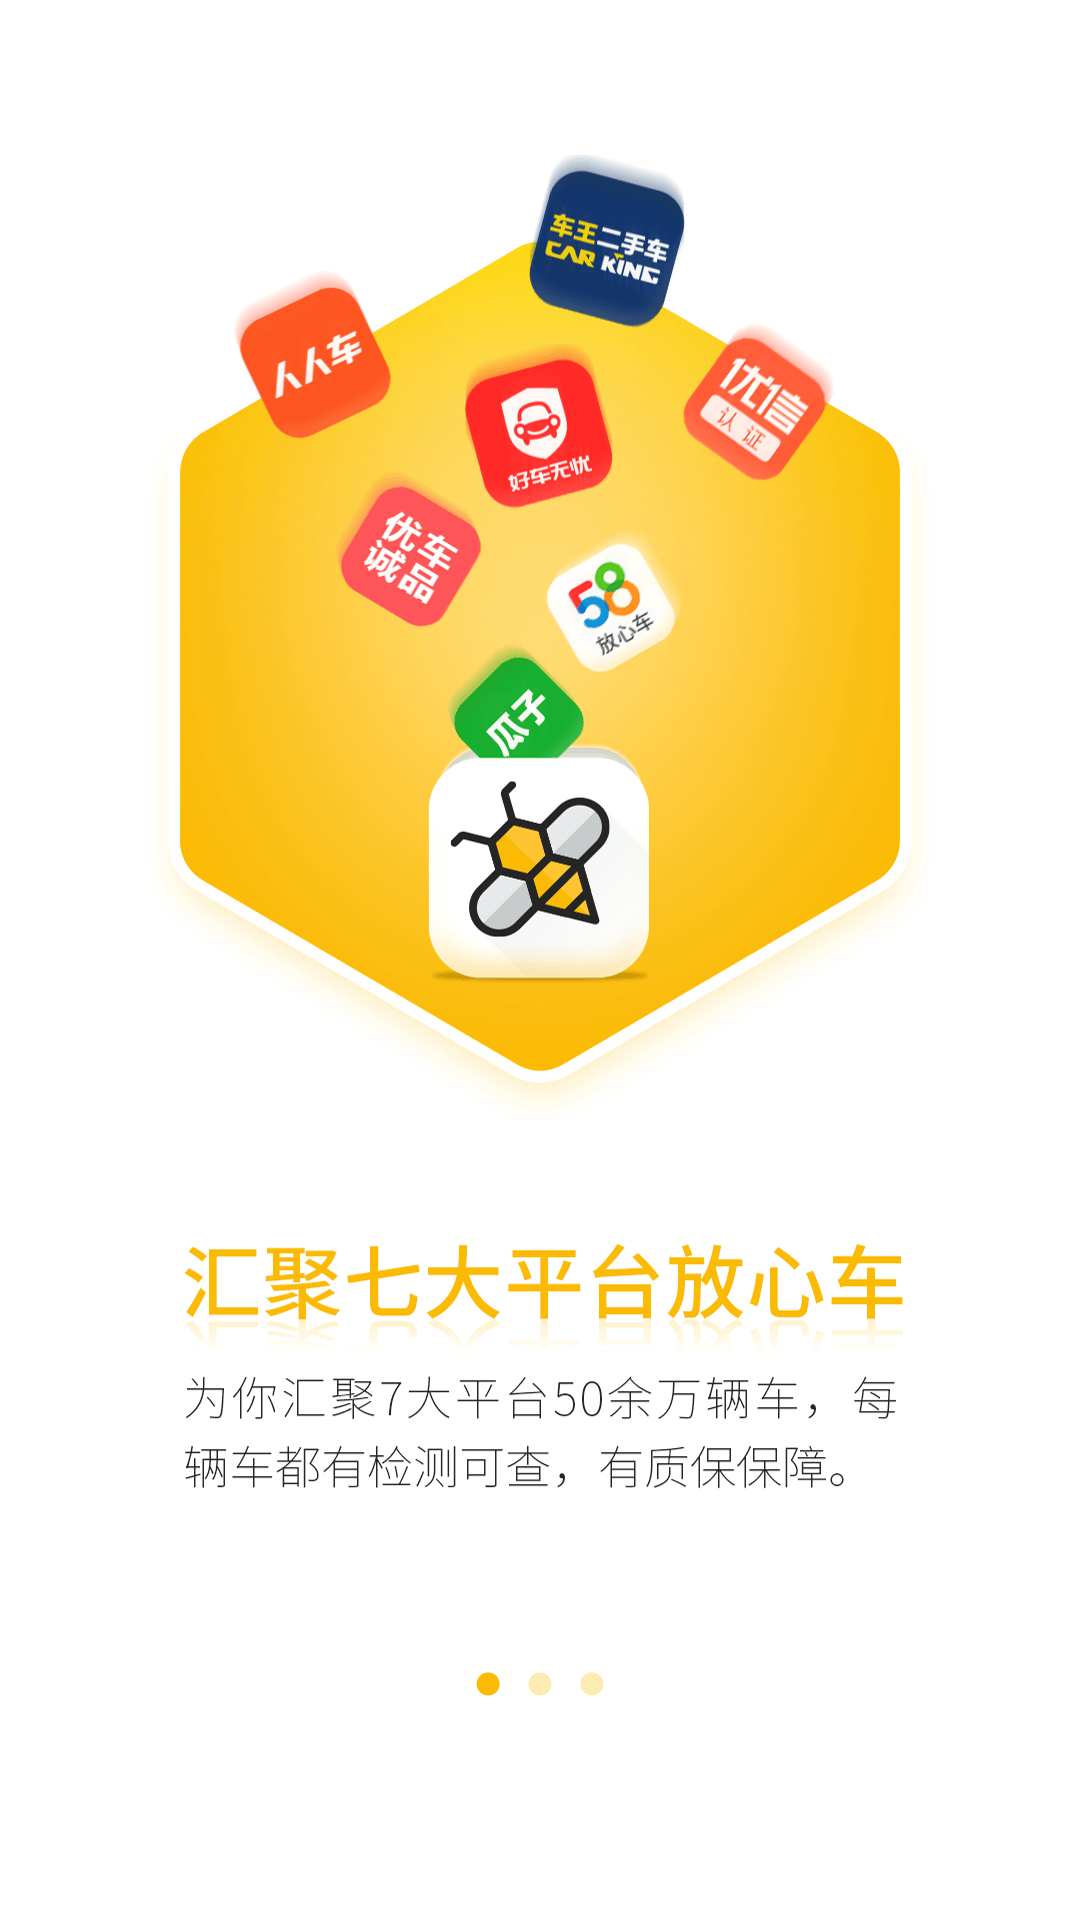 车王二手车
CAR KING
人人车
优信
认证
好车无忧
优车
诚品
58
放心车
瓜子
汇聚七大平台放心车
为你汇聚7大平台50余万辆车，每
辆车都有检测可查，有质保保障。